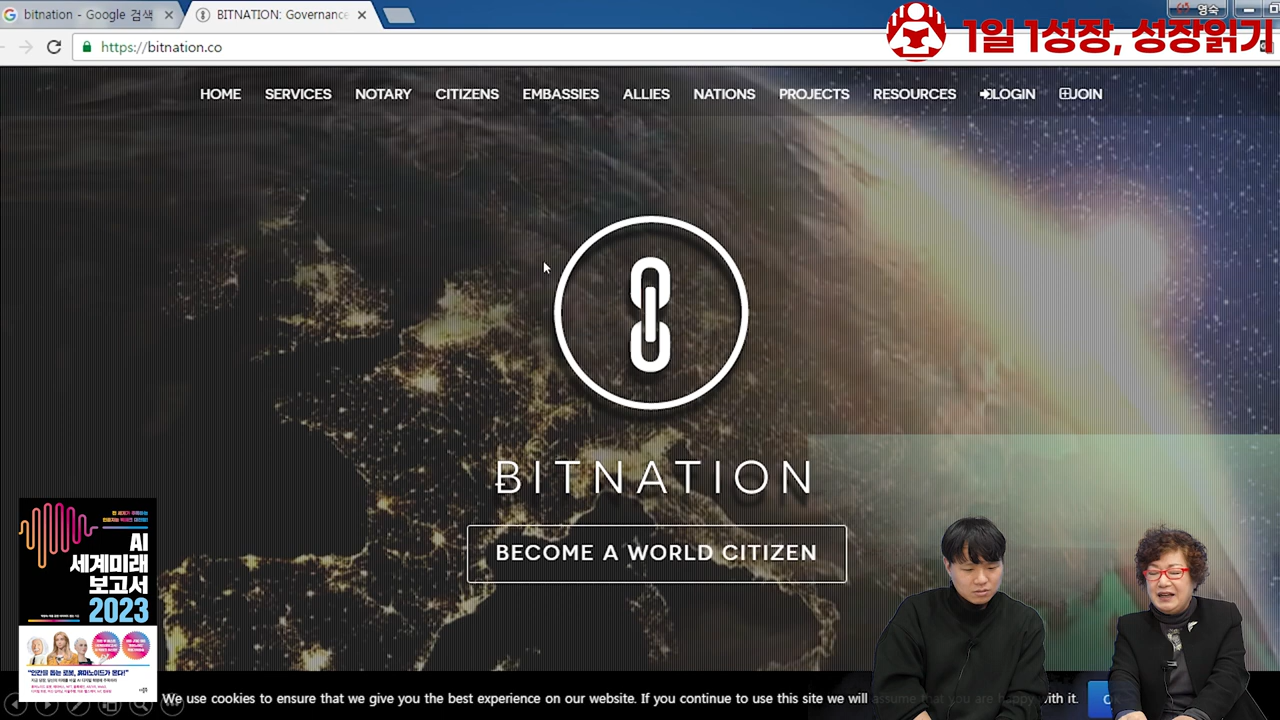 bitnation - Google 검색
BITNATION: Governance
영숙
https://bitnation.co
1일 1성장, 성장읽기
HOME
SERVICES
NOTARY
CITIZENS
EMBASSIES
ALLIES
NATIONS
PROJECTS
RESOURCES
LOGIN
JOIN
BITNATION
BECOME A WORLD CITIZEN
AI
세계미래
보고서
2023
"인간을 돕는 로봇, 휴머노이드가 온다!"
We use cookies to ensure that we give you the best experience on our website. If you continue to use this site we will assume that you are happy with it.